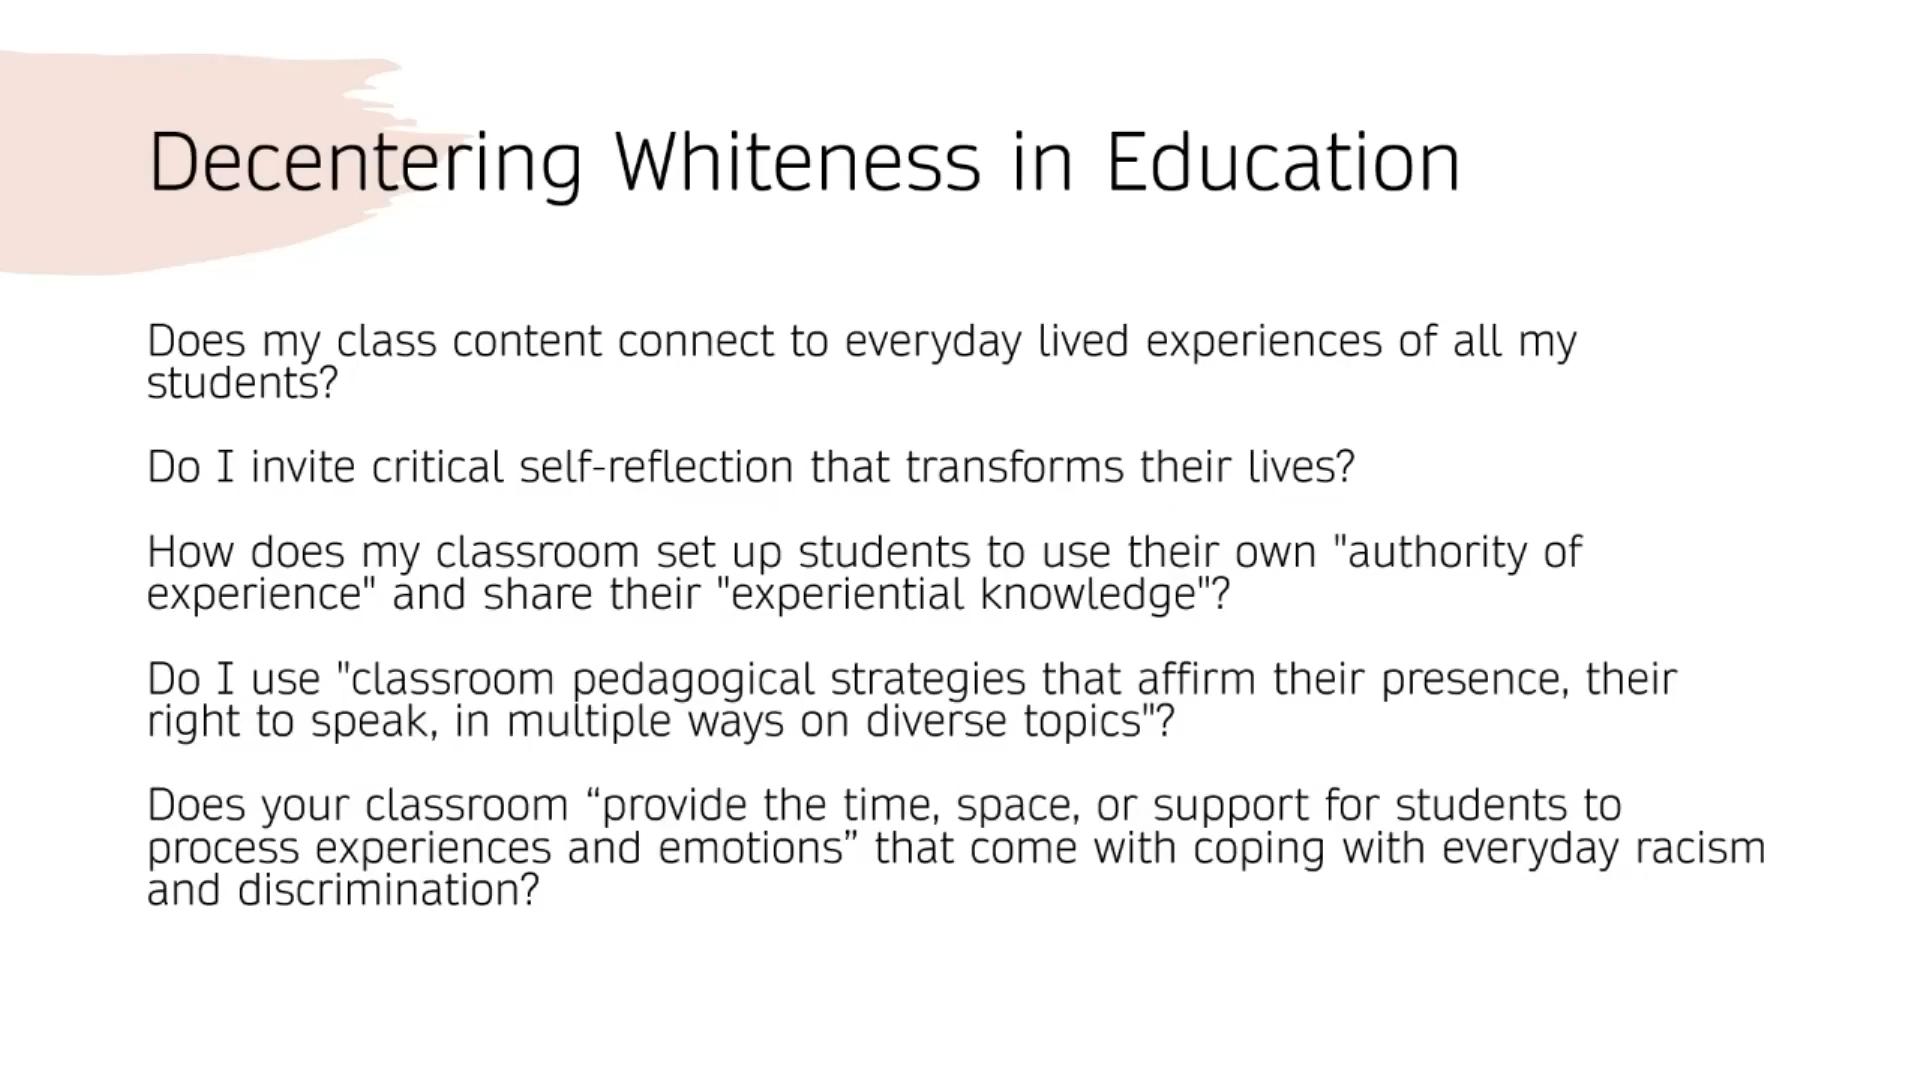 Decentering Whiteness in Education
Does my class content connect to everyday lived experiences of all my
students?
Do I invite critical self-reflection that transforms their lives?
How does my classroom set up students to use their own "authority of
experience" and share their "experiential knowledge"?
Do I use "classroom pedagogical strategies that affirm their presence, their
right to speak, in multiple ways on diverse topics"?
Does your classroom “provide the time, space, or support for students to
process experiences and emotions” that come with coping with everyday racism
and discrimination?